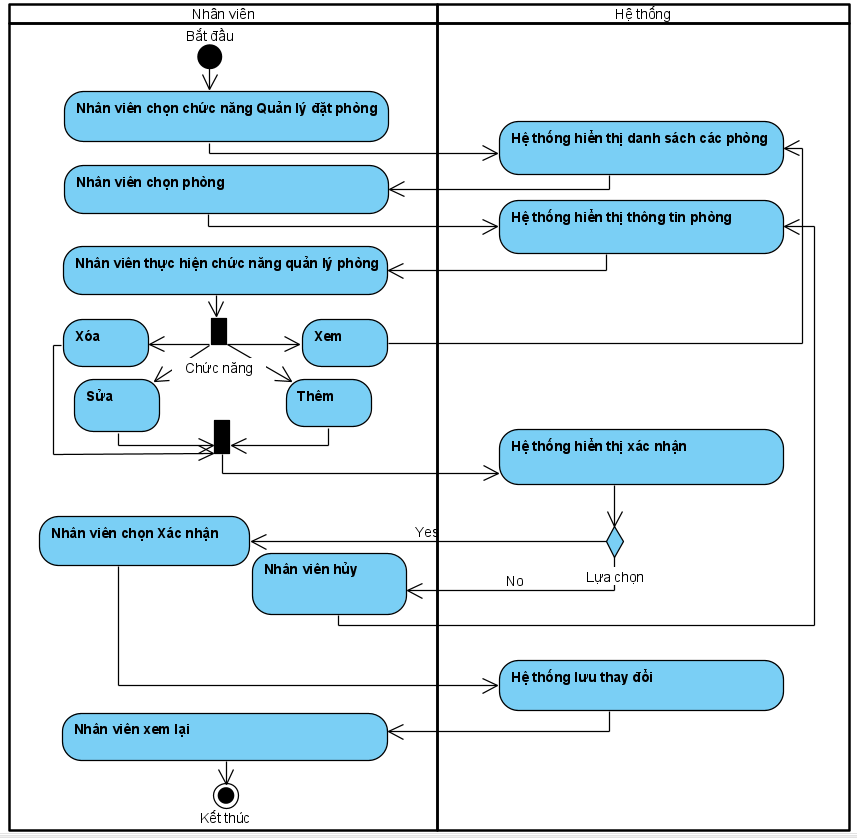 Nhân viên
Hệ thống
Bắt đầu
Nhân viên chọn chức năng Quản lý đặt phòng
Hệ thống hiển thị danh sách các phòng
Nhân viên chọn phòng
Hệ thống hiển thị thông tin phòng
Nhân viên thực hiện chức năng quản lý phòng
Xóa
Xem
Chức năng
Sửa
Thêm
Hệ thống hiển thị xác nhận
Nhân viên chọn Xác nhận
Yes
Nhân viên hủy
No
Lựa chọn
Hệ thống lưu thay đổi
Nhân viên xem lại
Kết thúc